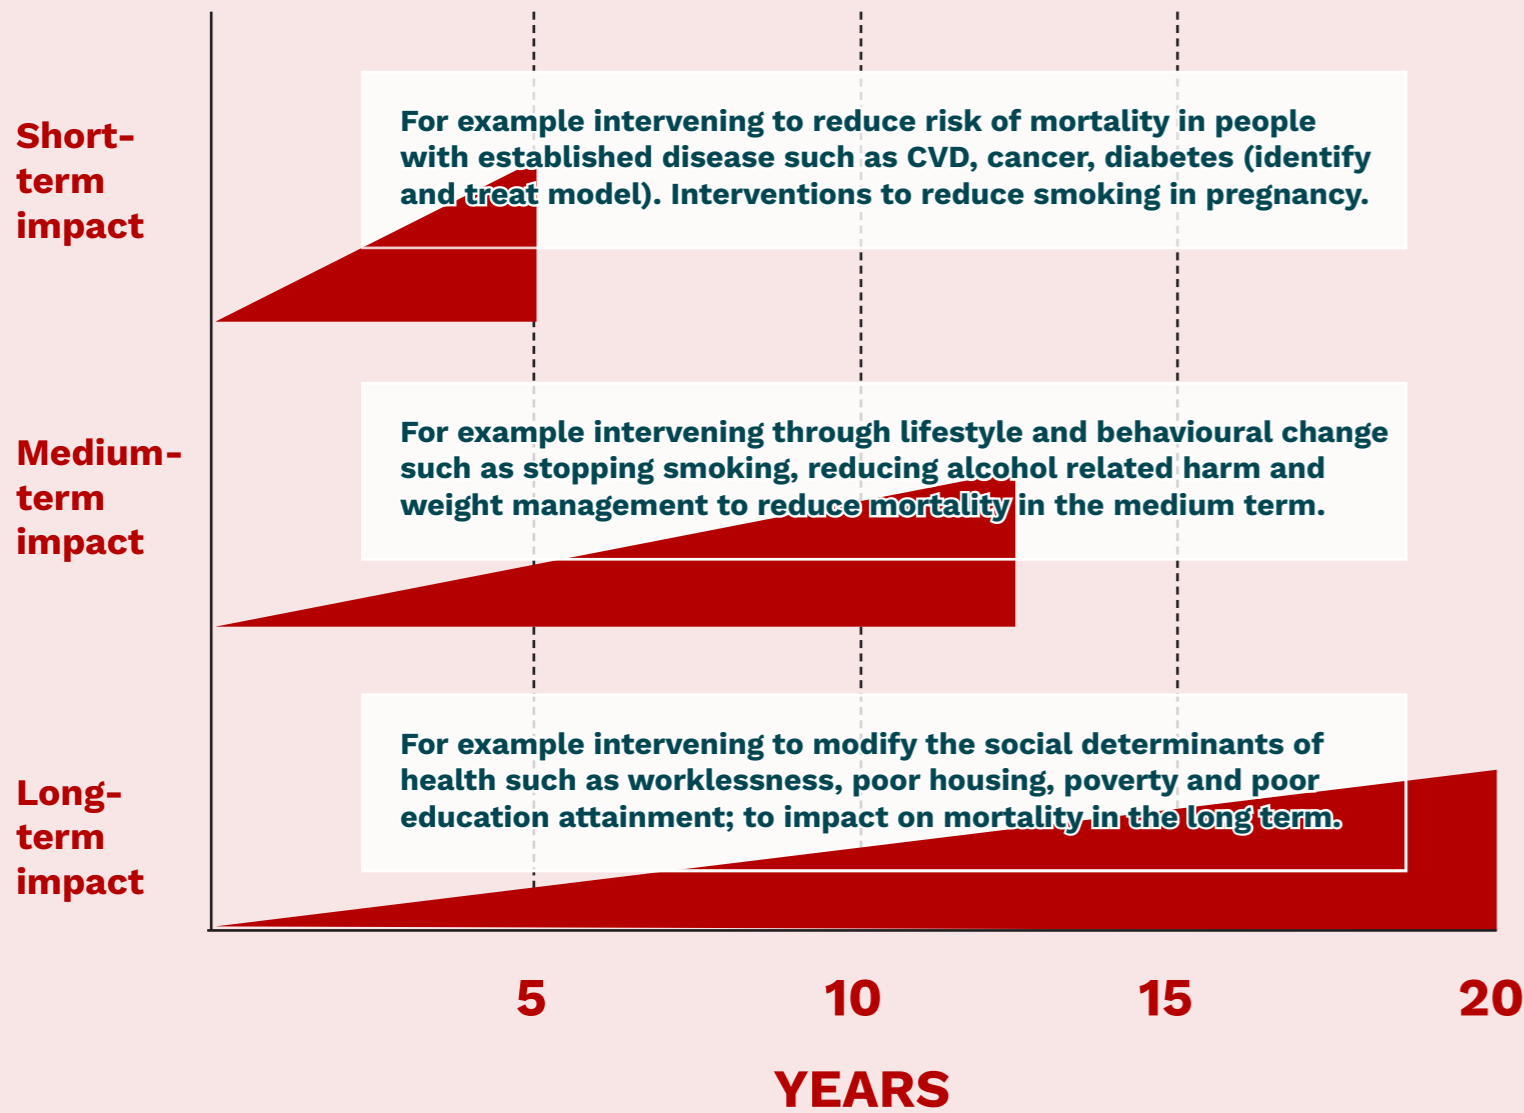 Short-
term
impact
For example intervening to reduce risk of mortality in people
with established disease such as CVD, cancer, diabetes (identify
and treat model). Interventions to reduce smoking in pregnancy.
Medium-
term
impact
For example intervening through lifestyle and behavioural change
such as stopping smoking, reducing alcohol related harm and
weight management to reduce mortality in the medium term.
Long-
term
impact
For example intervening to modify the social determinants of
health such as worklessness, poor housing, poverty and poor
education attainment; to impact on mortality in the long term.
5 10 15 20
YEARS